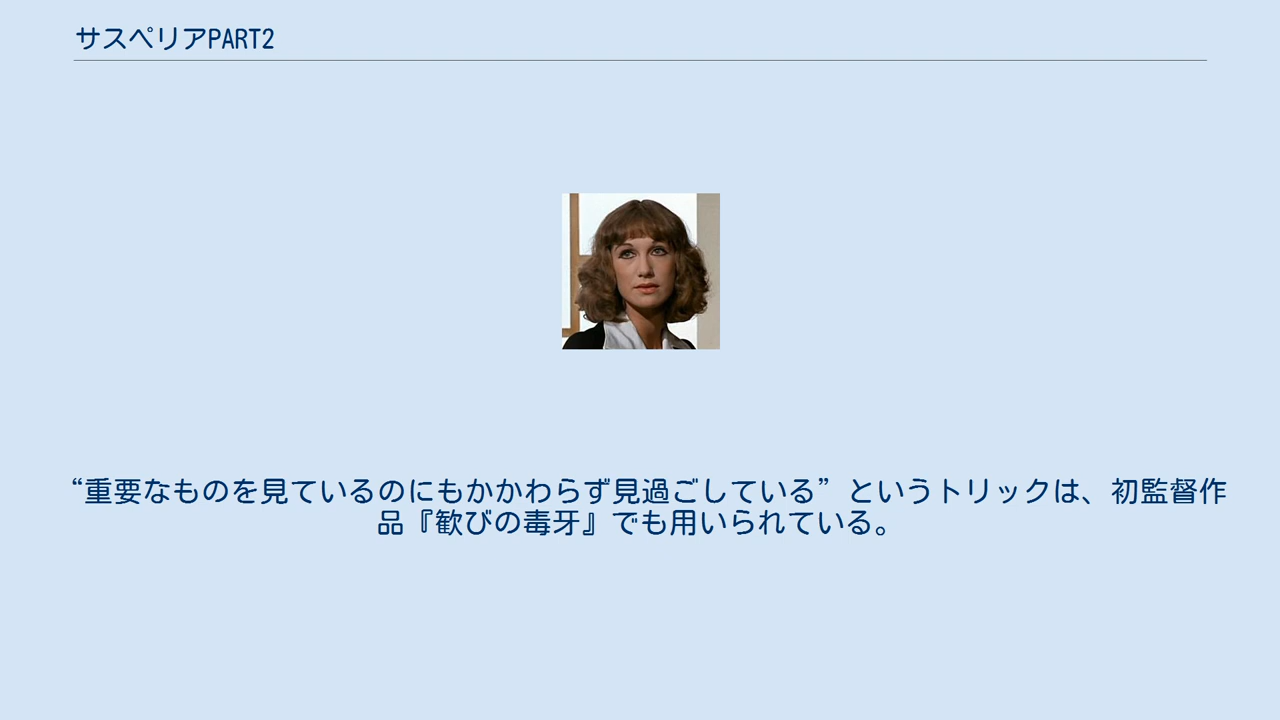 サスペリアPART2
“重要なものを見ているのにもかかわらず見過ごしている”というトリックは、初監督作
品『歓びの毒牙』でも用いられている。